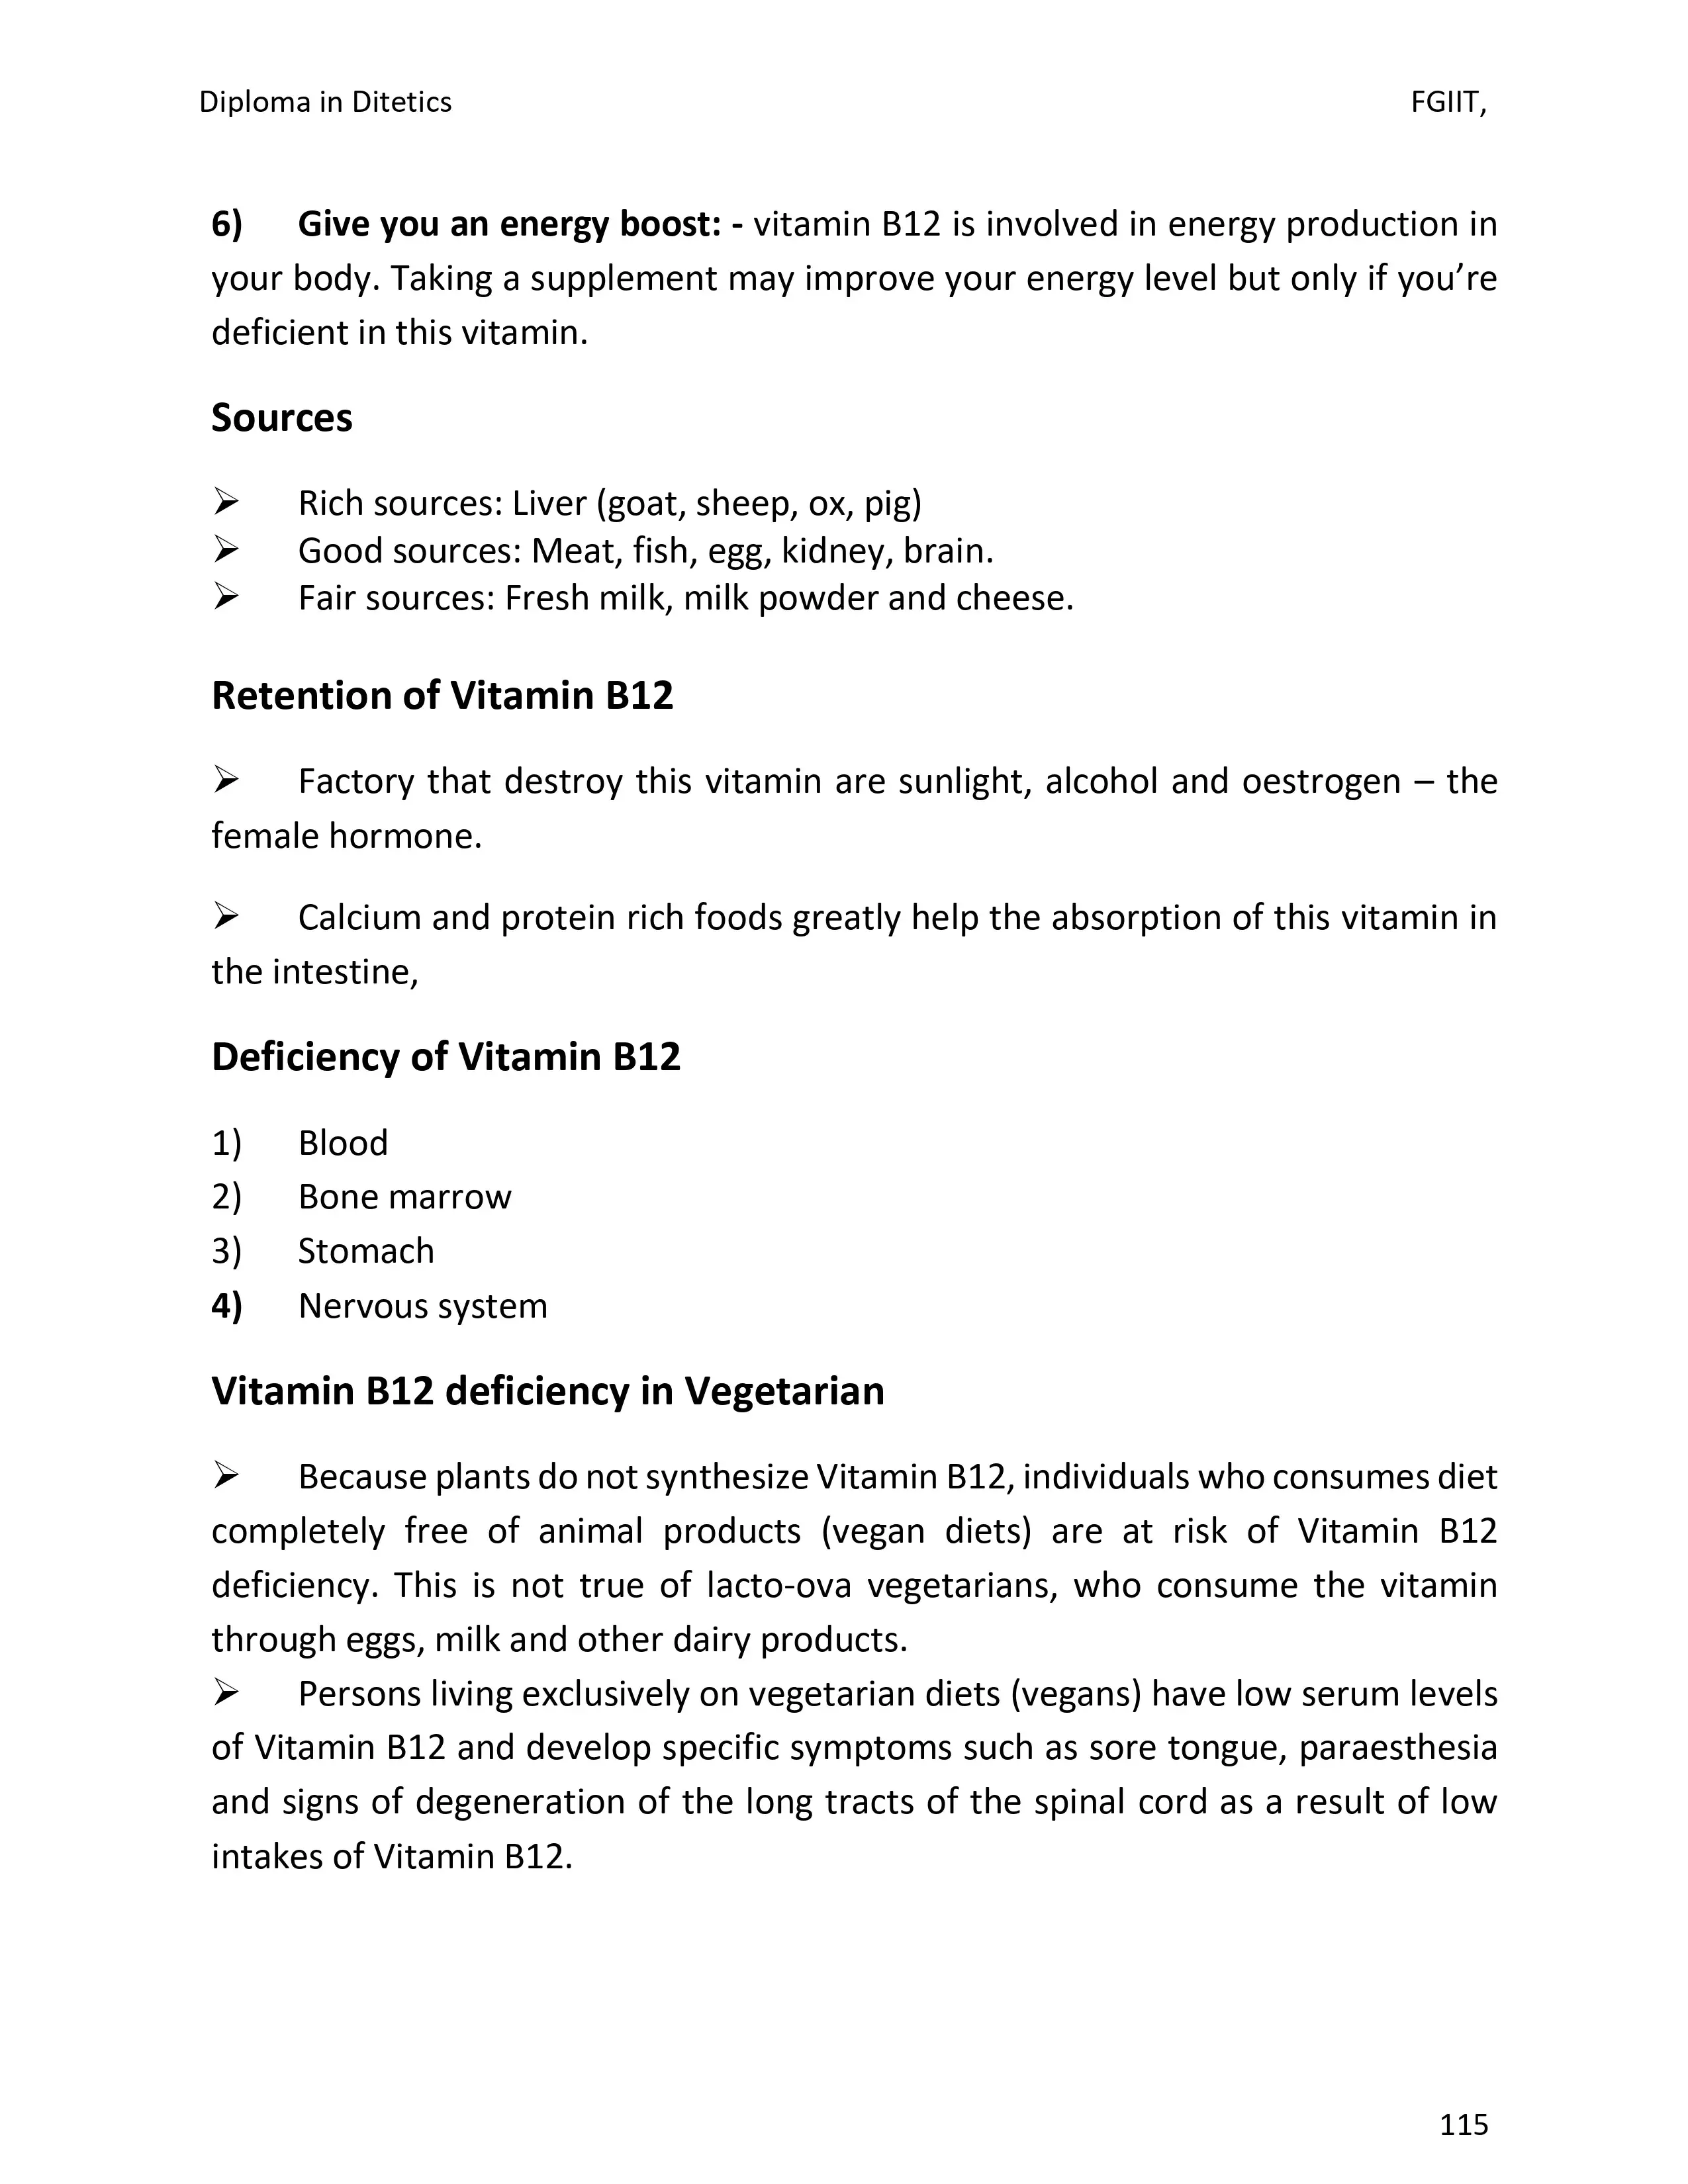 Diploma in Ditetics FGIIT,
6) Give you an energy boost: - vitamin B12 is involved in energy production in
your body. Taking a supplement may improve your energy level but only if you’re
deficient in this vitamin.
Sources
➢ Rich sources: Liver (goat, sheep, ox, pig)
➢ Good sources: Meat, fish, egg, kidney, brain.
➢ Fair sources: Fresh milk, milk powder and cheese.
Retention of Vitamin B12
➢ Factory that destroy this vitamin are sunlight, alcohol and oestrogen – the
female hormone.
➢ Calcium and protein rich foods greatly help the absorption of this vitamin in
the intestine,
Deficiency of Vitamin B12
1) Blood
2) Bone marrow
3) Stomach
4) Nervous system
Vitamin B12 deficiency in Vegetarian
➢ Because plants do not synthesize Vitamin B12, individuals who consumes diet
completely free of animal products (vegan diets) are at risk of Vitamin B12
deficiency. This is not true of lacto-ova vegetarians, who consume the vitamin
through eggs, milk and other dairy products.
➢ Persons living exclusively on vegetarian diets (vegans) have low serum levels
of Vitamin B12 and develop specific symptoms such as sore tongue, paraesthesia
and signs of degeneration of the long tracts of the spinal cord as a result of low
intakes of Vitamin B12.
115